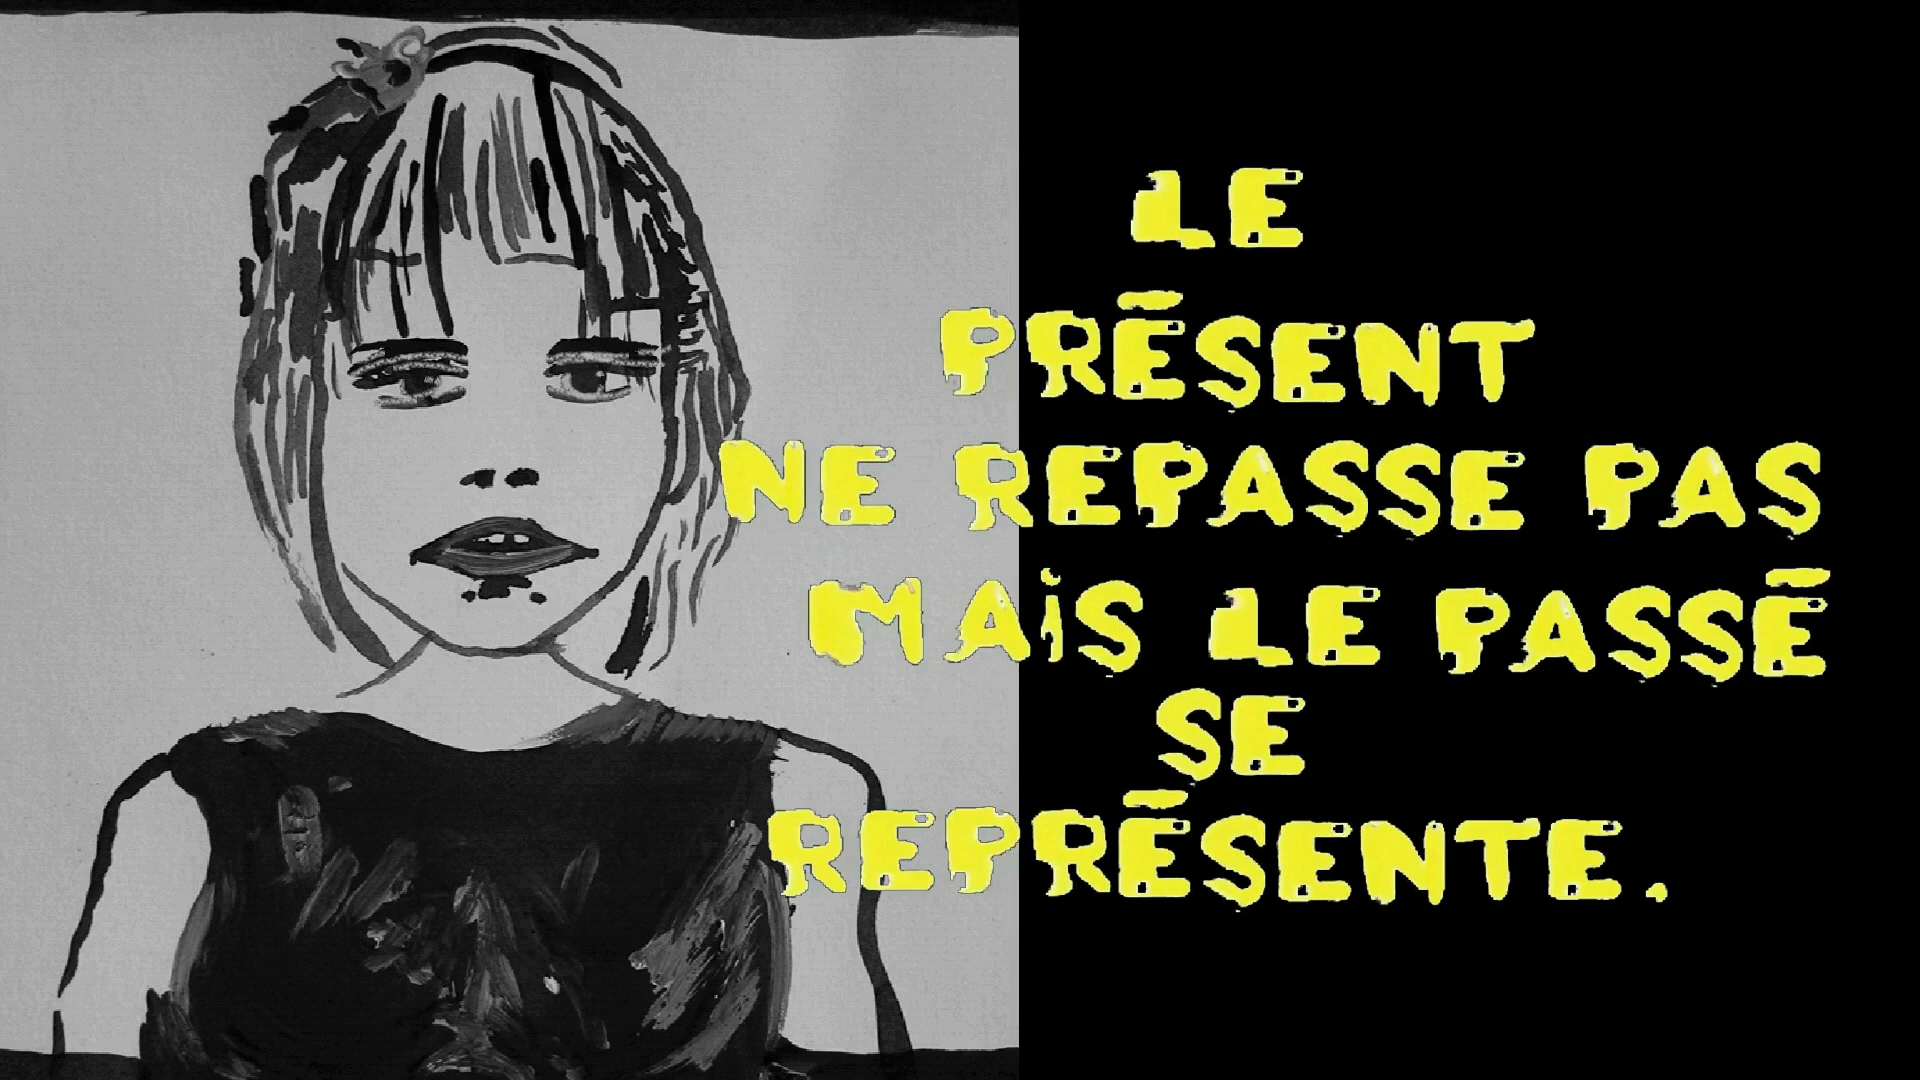 LE
PRÉSENT
NE REPASSE PAS
MAiS LE PASSÉ
SE
REPRÉSENTE.